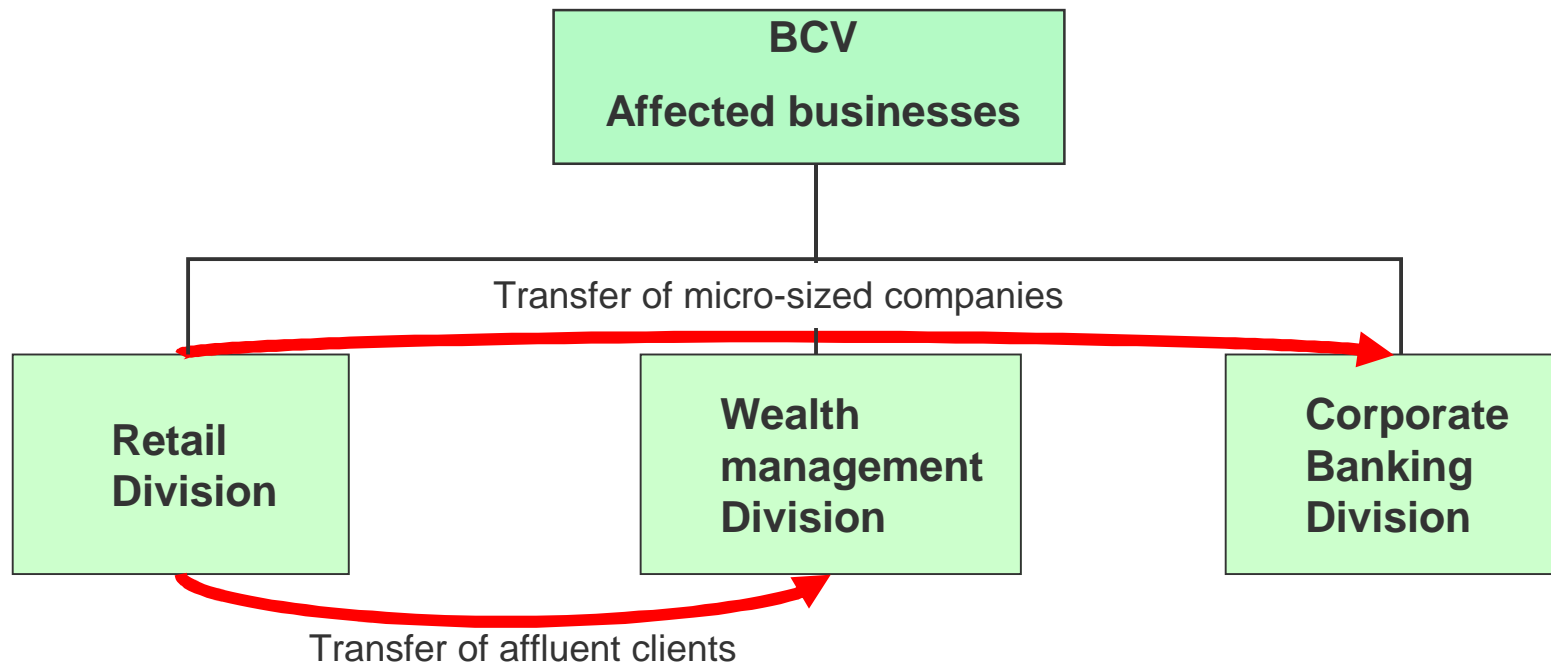 BCV
Affected businesses
Transfer of micro-sized companies
Retail
Division
Wealth
management
Division
Corporate
Banking
Division
Transfer of affluent clients